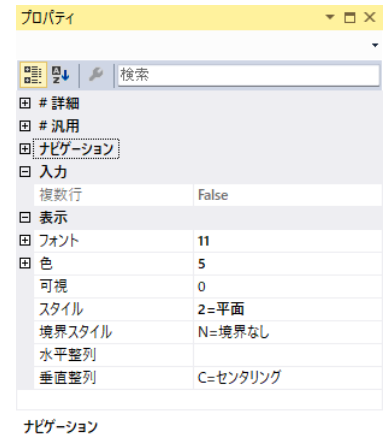 プロパティ
検索
# 詳細
# 汎用
ナビゲーション
入力
複数行 False
表示
フォント 11
色 5
可視 0
スタイル 2=平面
境界スタイル N=境界なし
水平整列
垂直整列 C=センタリング
ナビゲーション